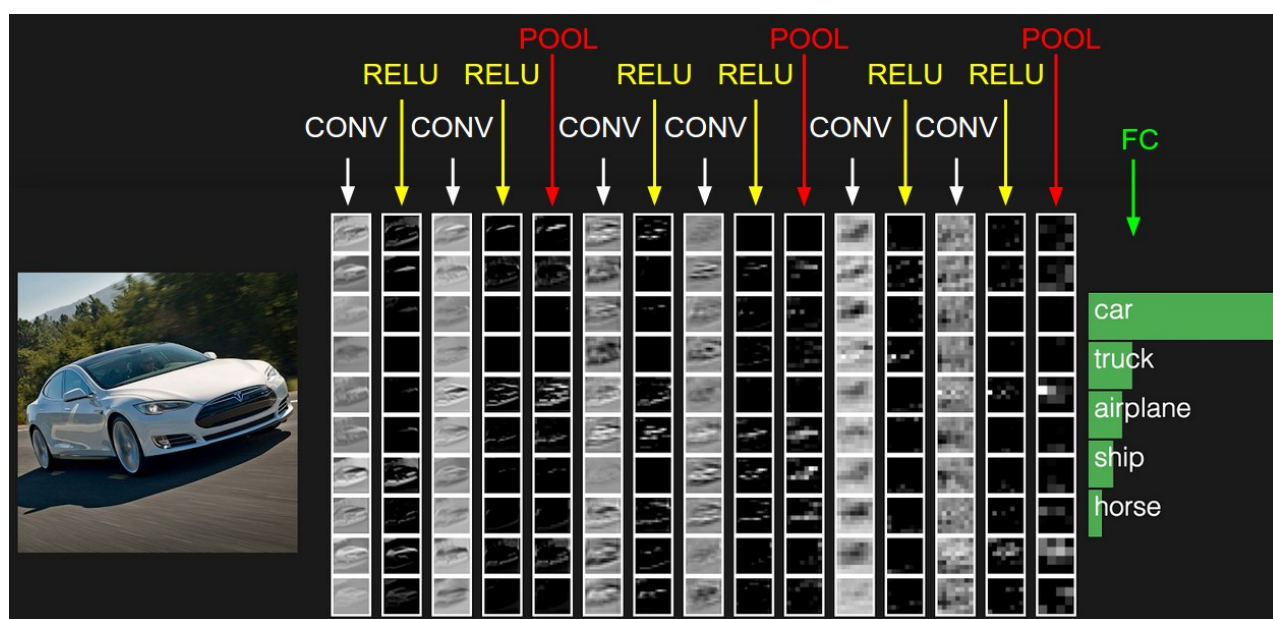 POOL POOL POOL
RELU RELU RELU RELU RELU RELU
CONV CONV CONV CONV CONV CONV
FC
car
truck
airplane
ship
horse